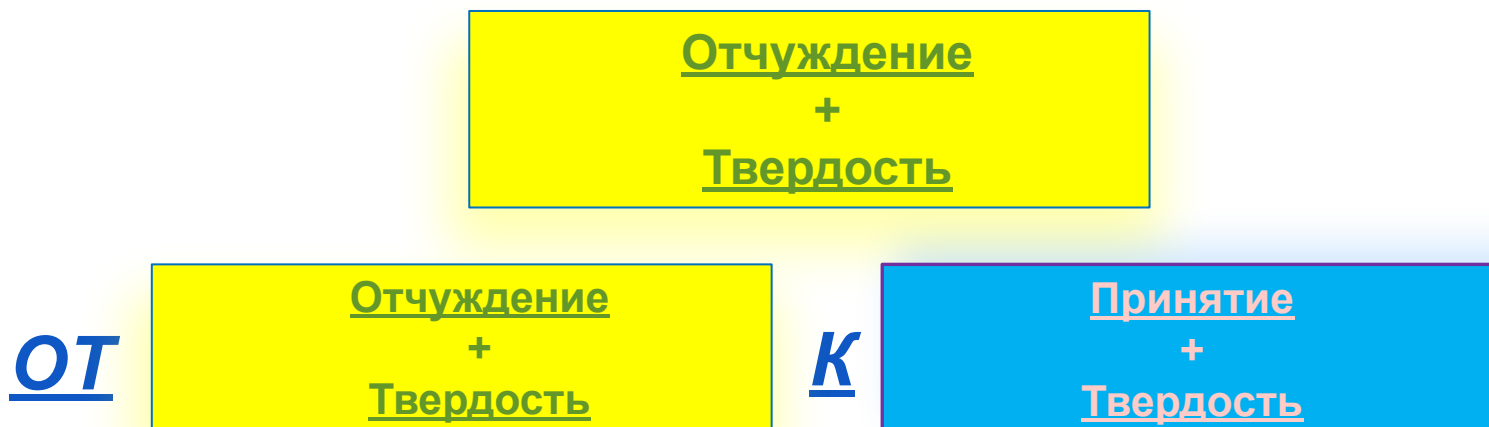 Отчуждение
+
Твердость
ОТ
Отчуждение
+
Твердость
К
Принятие
+
Твердость